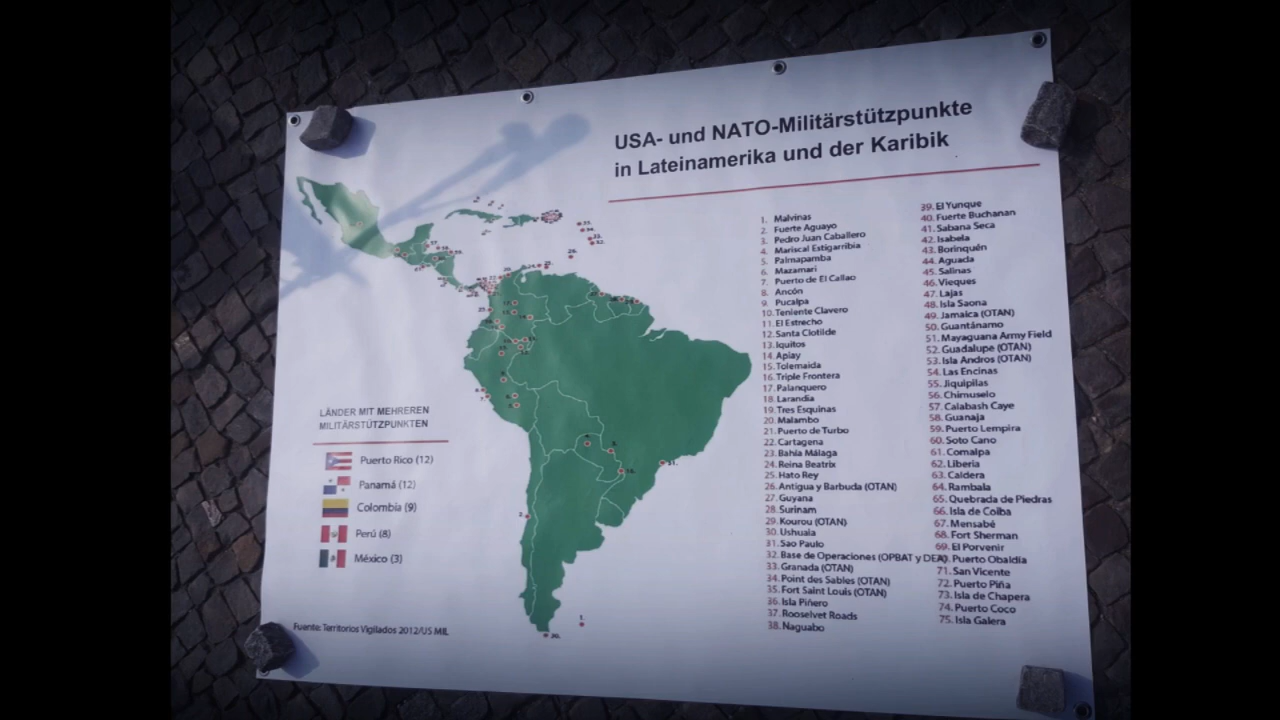 USA- und NATO-Militärstützpunkte
in Lateinamerika und der Karibik
1. Malvinas
2. Fuerte Aguayo
3. Pedro Juan Caballero
4. Mariscal Estigarribia
5. Palmapamba
6. Mazamari
7. Puerto de El Callao
8. Ancón
9. Pucalpa
10. Teniente Clavero
11. El Estrecho
12. Santa Clotilde
13. Iquitos
14. Apiay
15. Tolemaida
16. Triple Frontera
17. Palanquero
18. Larandia
19. Tres Esquinas
20. Malambo
21. Puerto de Turbo
22. Cartagena
23. Bahía Málaga
24. Reina Beatrix
25. Hato Rey
26. Antigua y Barbuda (OTAN)
27. Guyana
28. Surinam
29. Kourou (OTAN)
30. Ushuaia
31. Sao Paulo
32. Base de Operaciones (OPBAT y DEA)
33. Granada (OTAN)
34. Point des Sables (OTAN)
35. Fort Saint Louis (OTAN)
36. Isla Piñero
37. Rooselvet Roads
38. Naguabo
39. El Yunque
40. Fuerte Buchanan
41. Sabana Seca
42. Isabela
43. Borinquén
44. Aguada
45. Salinas
46. Vieques
47. Lajas
48. Isla Saona
49. Jamaica (OTAN)
50. Guantánamo
51. Mayaguana Army Field
52. Guadalupe (OTAN)
53. Isla Andros (OTAN)
54. Las Encinas
55. Jiquipilas
56. Chimuselo
57. Calabash Caye
58. Guanaja
59. Puerto Lempira
60. Soto Cano
61. Comalpa
62. Liberia
63. Caldera
64. Rambala
65. Quebrada de Piedras
66. Isla de Coiba
67. Mensabé
68. Fort Sherman
69. El Porvenir
70. Puerto Obaldia
71. San Vicente
72. Puerto Piña
73. Isla de Chapera
74. Puerto Coco
75. Isla Galera
LÄNDER MIT MEHREREN
MILITÄRSTÜTZPUNKTEN
Puerto Rico (12)
Panamá (12)
Colombia (9)
Perú (8)
México (3)
Fuente: Territorios Vigilados 2012/US MIL